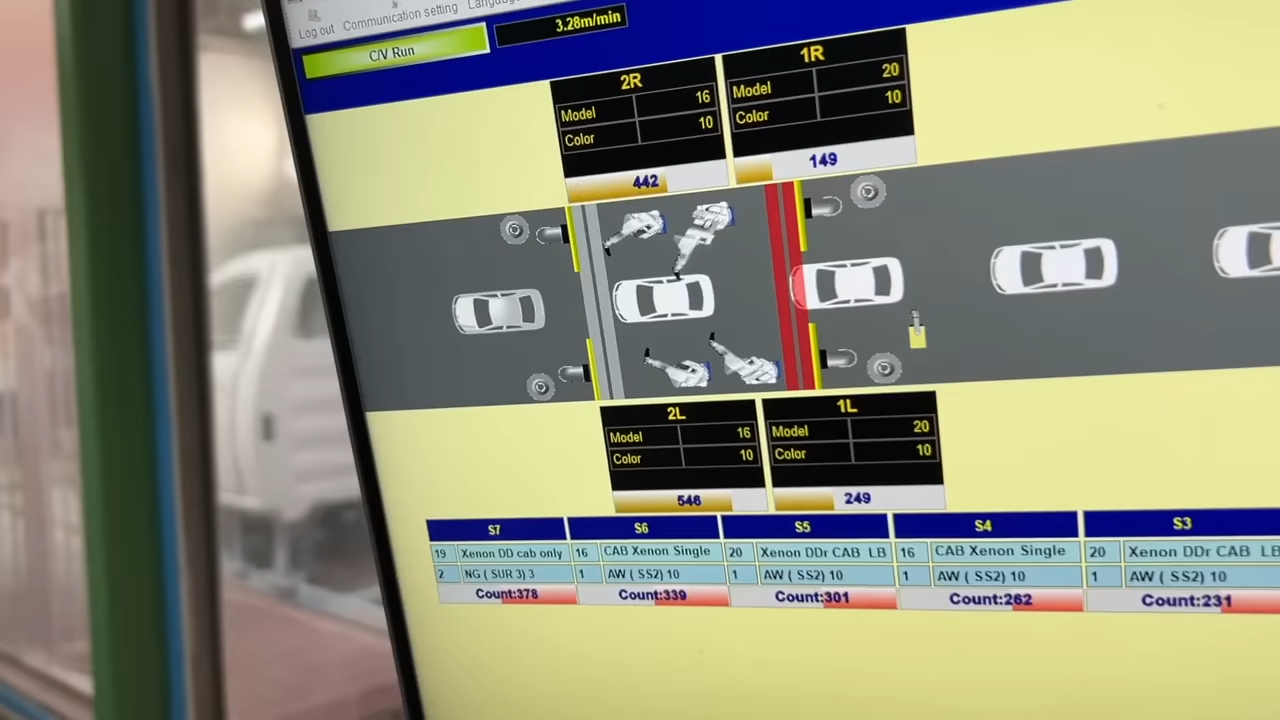 Log out
Communication setting
C/V Run
3.28m/min
2R
Model 16
Color 10
442
1R
Model 20
Color 10
149
2L
Model 16
Color 10
546
1L
Model 20
Color 10
249
S7 S6 S5 S4 S3
19 Xenon DD cab only 16 CAB Xenon Single 20 Xenon DDr CAB LB 16 CAB Xenon Single 20 Xenon DDr CAB LB
2 NG ( SUR 3) 3 1 AW ( SS2) 10 1 AW ( SS2) 10 1 AW ( SS2) 10 1 AW ( SS2) 10
Count:378 Count:339 Count:301 Count:262 Count:231